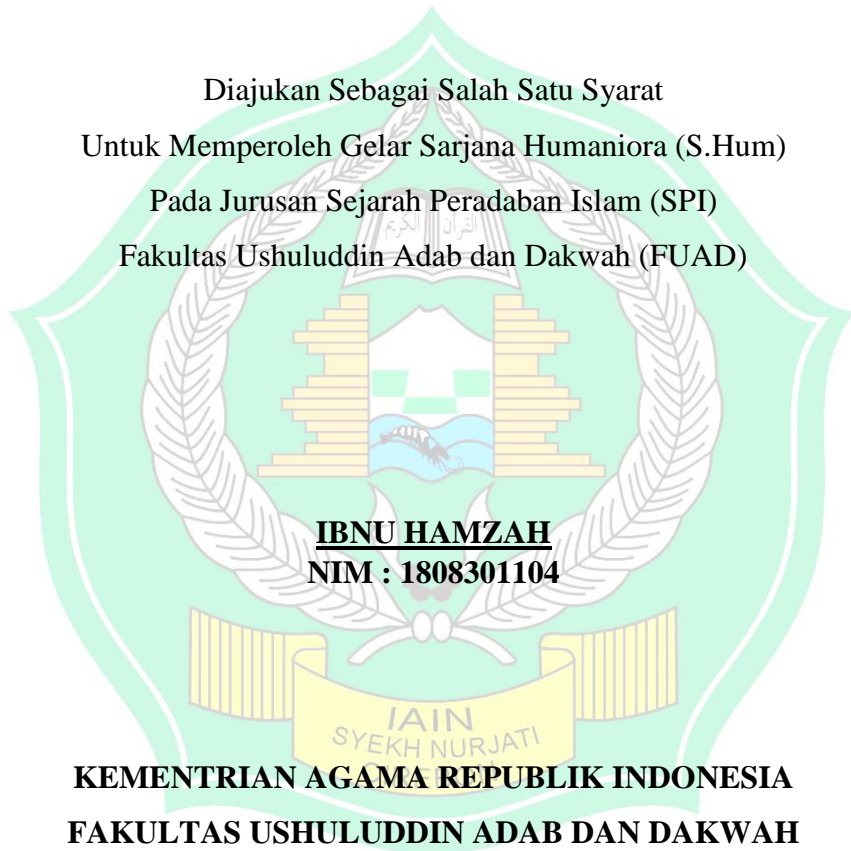 Diajukan Sebagai Salah Satu Syarat
Untuk Memperoleh Gelar Sarjana Humaniora (S.Hum)
Pada Jurusan Sejarah Peradaban Islam (SPI)
القرآن الكريم
Fakultas Ushuluddin Adab dan Dakwah (FUAD)
IBNU HAMZAH
NIM : 1808301104
IAIN
SYEKH NURJATI
KEMENTRIAN AGAMA REPUBLIK INDONESIA
FAKULTAS USHULUDDIN ADAB DAN DAKWAH